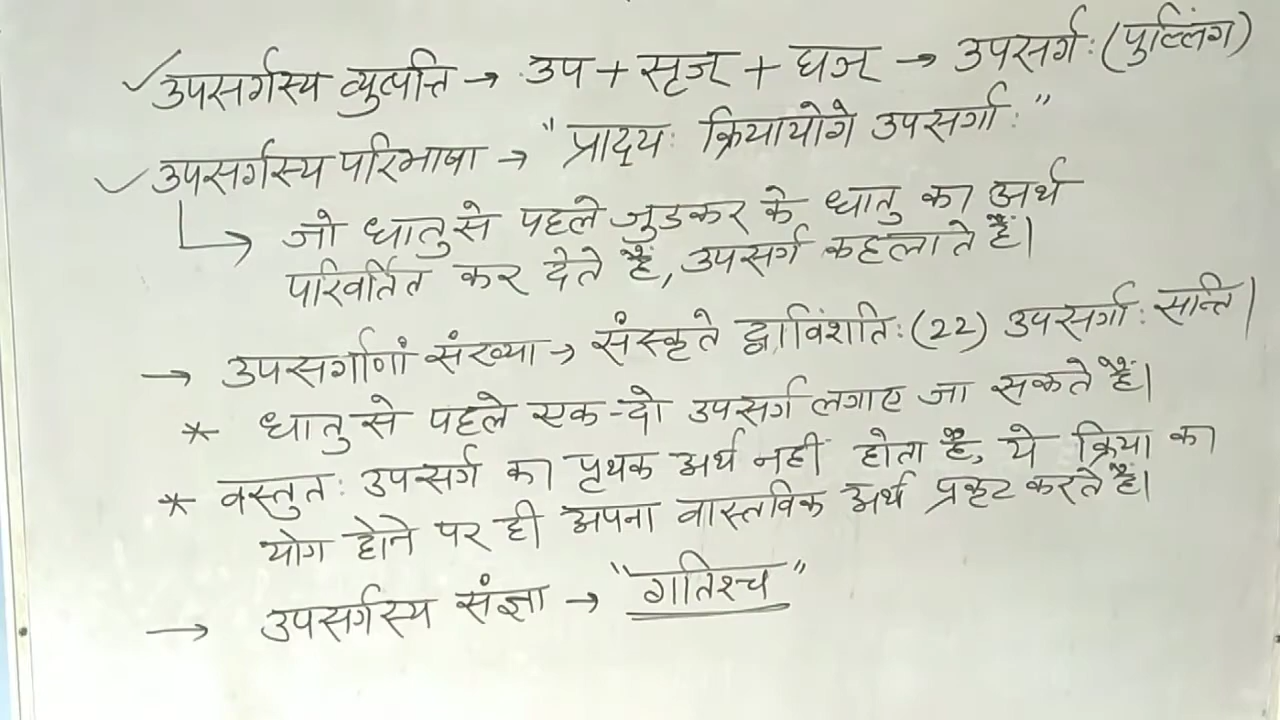 ✓उपसर्गस्य व्युत्पत्ति → उप + सृज् + घञ् → उपसर्गः (पुल्लिंग)
✓उपसर्गस्य परिभाषा → "प्रादयः क्रियायोगे उपसर्गाः"
↳ जो धातु से पहले जुडकर के धातु का अर्थ
परिवर्तित कर देते हैं, उपसर्ग कहलाते हैं।
→ उपसर्गाणां संख्या → संस्कृते द्वाविंशतिः (22) उपसर्गाः सन्ति।
* धातु से पहले एक-दो उपसर्ग लगाए जा सकते हैं।
* वस्तुतः उपसर्ग का पृथक अर्थ नहीं होता है, ये क्रिया का
योग होने पर ही अपना वास्तविक अर्थ प्रकट करते हैं।
→ उपसर्गस्य संज्ञा → "गतिश्च"